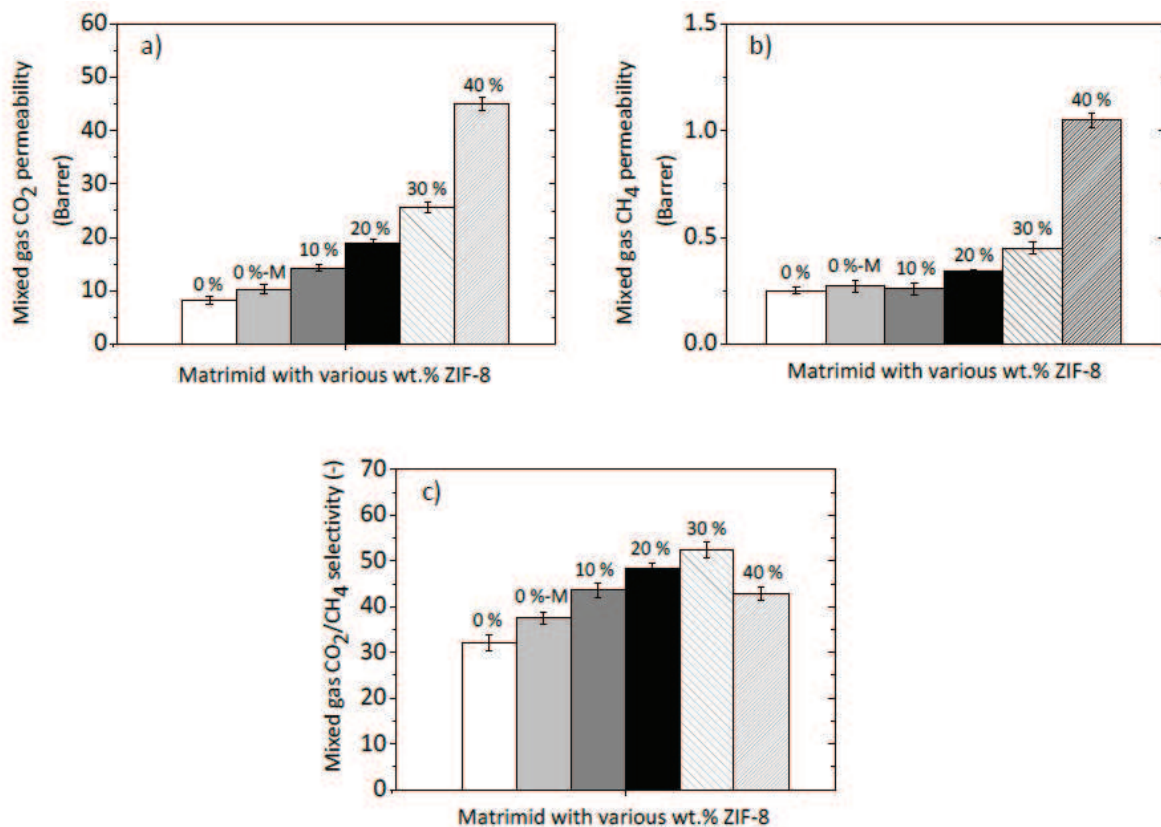 a)
Mixed gas CO2 permeability
(Barrer)
60
50
40
30
20
10
0
0 %
0 %-M
10 %
20 %
30 %
40 %
Matrimid with various wt.% ZIF-8
b)
Mixed gas CH4 permeability
(Barrer)
1.5
1.0
0.5
0.0
0 %
0 %-M
10 %
20 %
30 %
40 %
Matrimid with various wt.% ZIF-8
c)
Mixed gas CO2/CH4 selectivity (-)
70
60
50
40
30
20
10
0
0 %
0 %-M
10 %
20 %
30 %
40 %
Matrimid with various wt.% ZIF-8